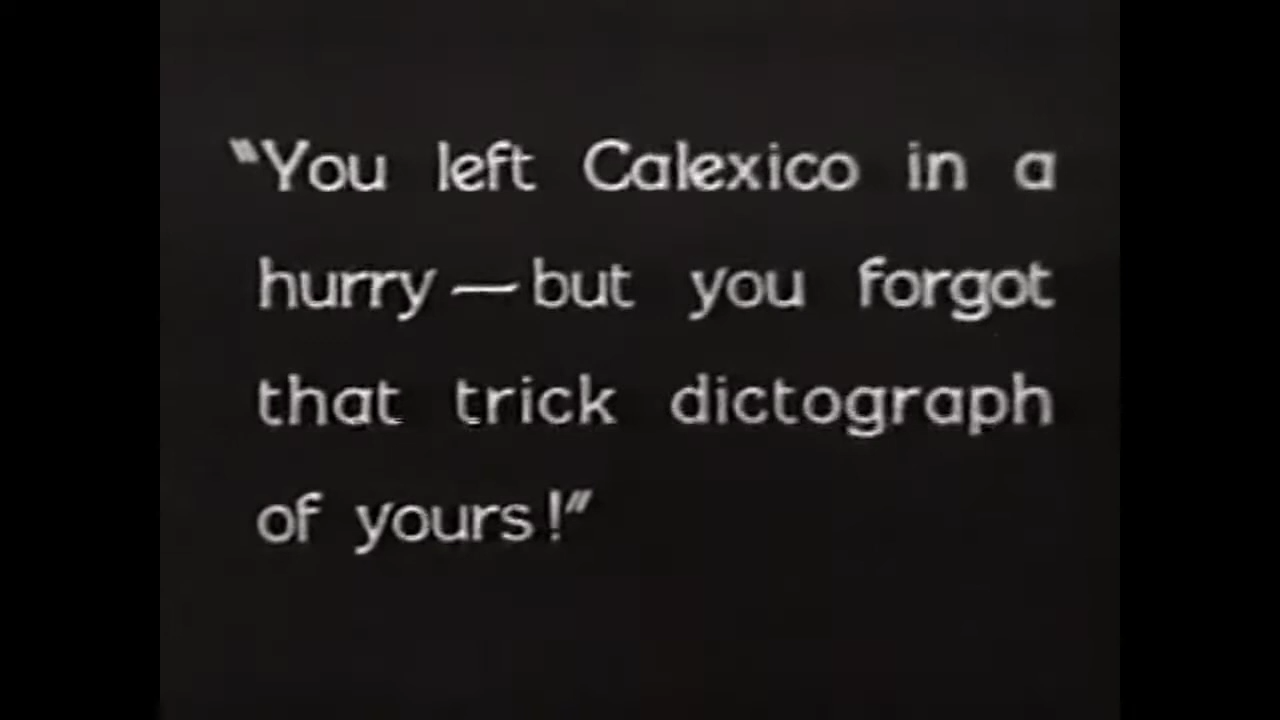 "You left Calexico in a
hurry — but you forgot
that trick dictograph
of yours!"